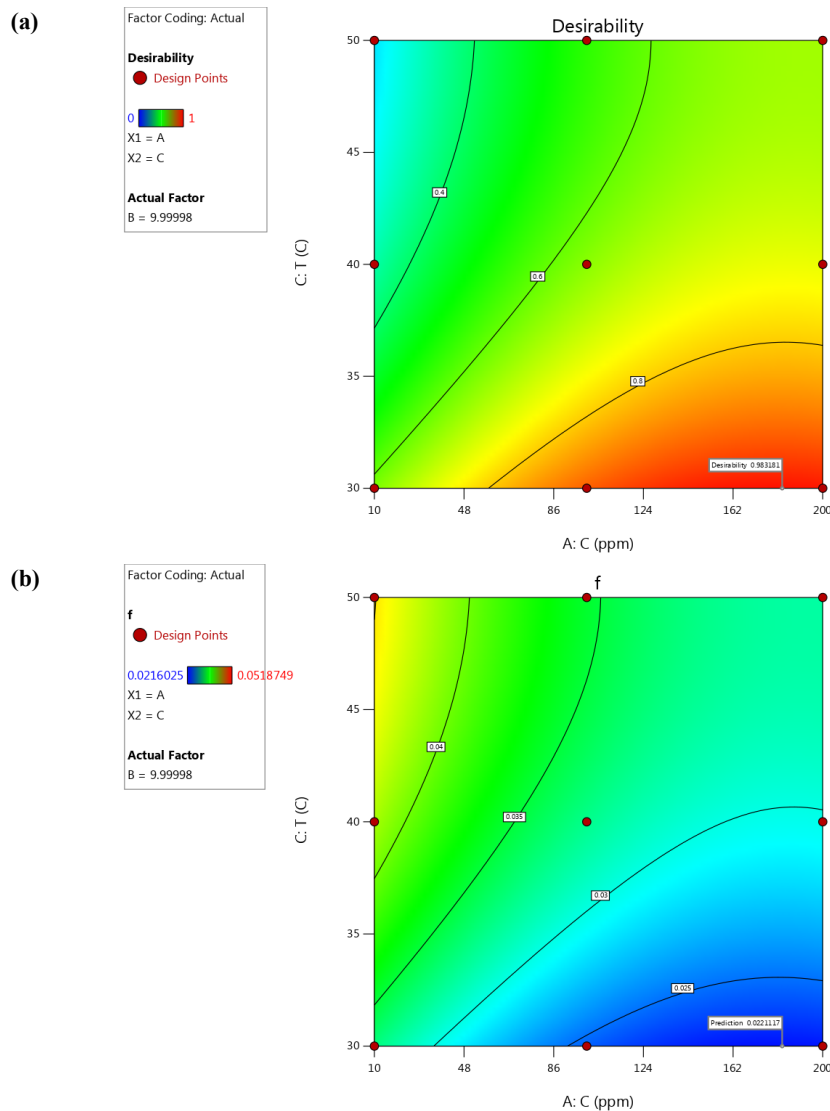 (a)
Factor Coding: Actual
Desirability
Design Points
0 1
X1 = A
X2 = C
Actual Factor
B = 9.99998
Desirability
C: T (C)
50
45
40
35
30
0.4
0.6
0.8
Desirability 0.983181
10 48 86 124 162 200
A: C (ppm)
(b)
Factor Coding: Actual
f
Design Points
0.0216025 0.0518749
X1 = A
X2 = C
Actual Factor
B = 9.99998
f
C: T (C)
50
45
40
35
30
0.04
0.035
0.03
0.025
Prediction 0.0221117
10 48 86 124 162 200
A: C (ppm)